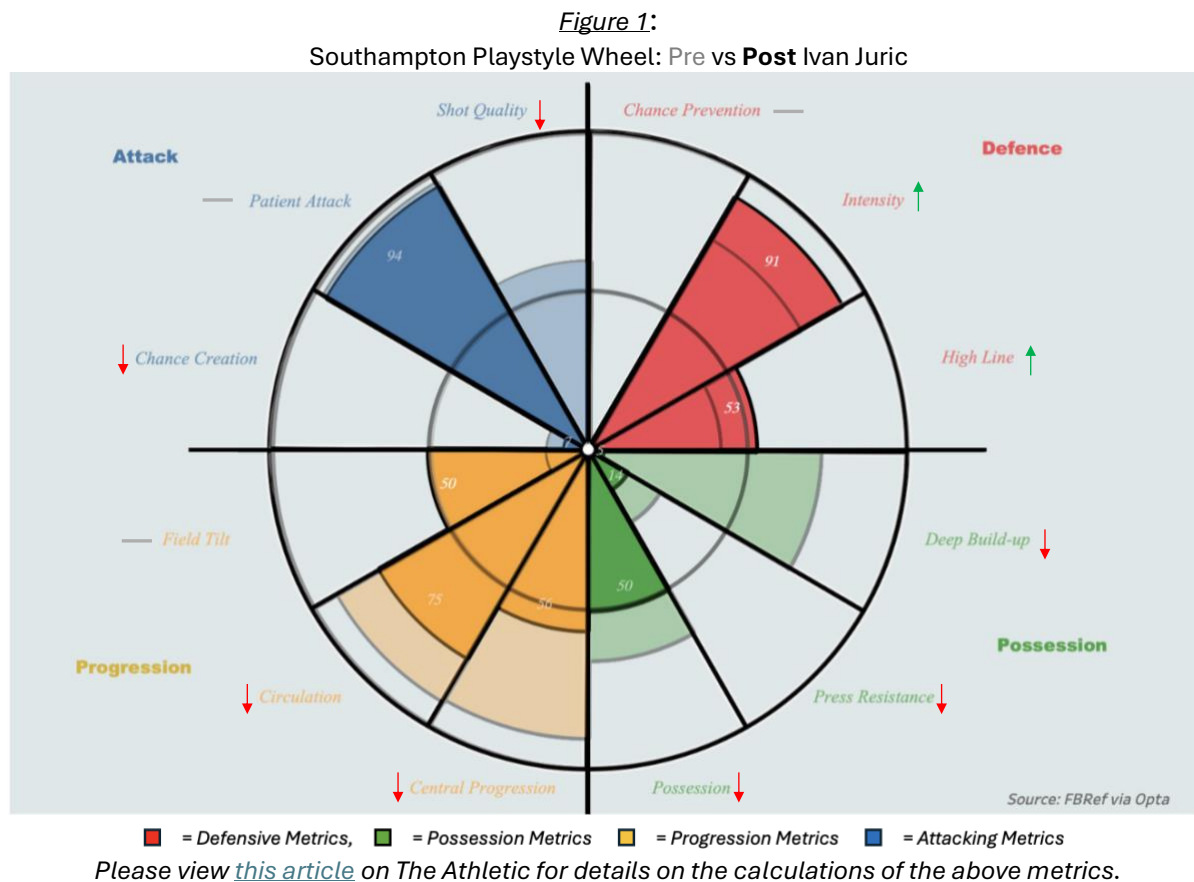 Figure 1:
Southampton Playstyle Wheel: Pre vs Post Ivan Juric
Shot Quality
Chance Prevention
Attack
Defence
Patient Attack
Intensity
94
91
Chance Creation
High Line
53
50
14
Field Tilt
Deep Build-up
75
56
50
Progression
Possession
Circulation
Press Resistance
Central Progression
Possession
Source: FBRef via Opta
= Defensive Metrics, = Possession Metrics = Progression Metrics = Attacking Metrics
Please view this article on The Athletic for details on the calculations of the above metrics.